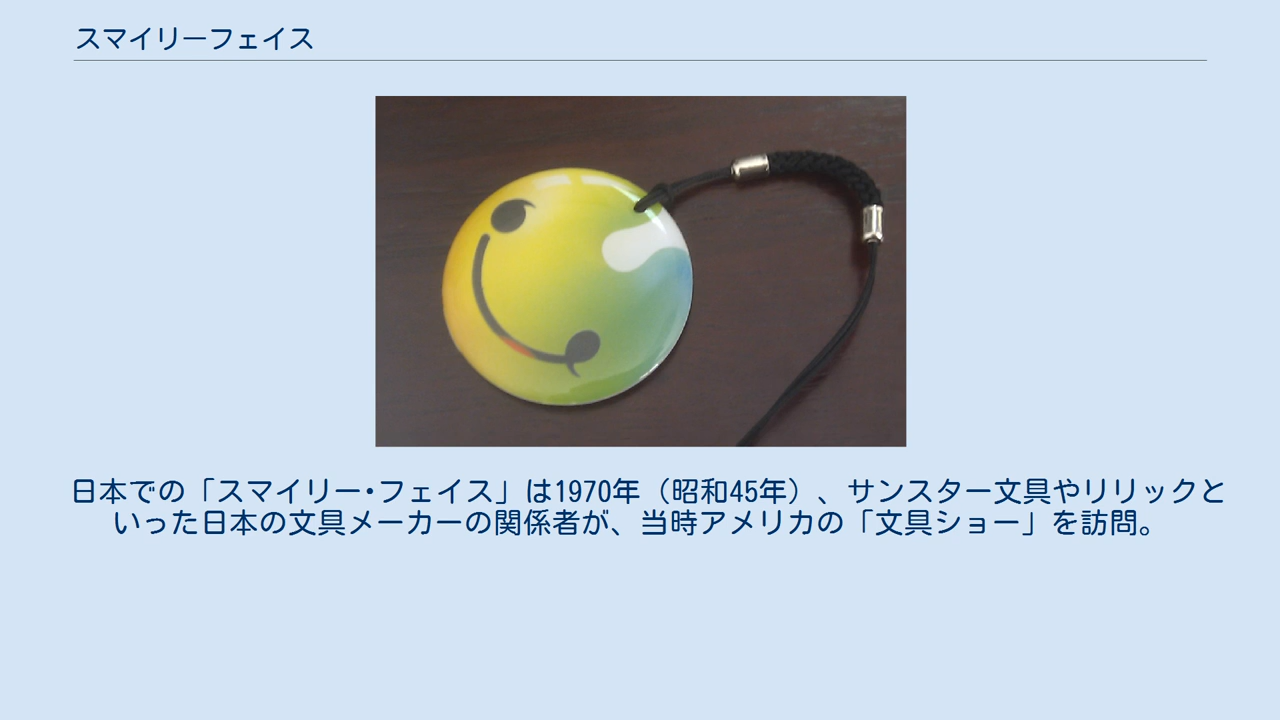 スマイリーフェイス
日本での「スマイリー・フェイス」は1970年（昭和45年）、サンスター文具やリリックと
いった日本の文具メーカーの関係者が、当時アメリカの「文具ショー」を訪問。